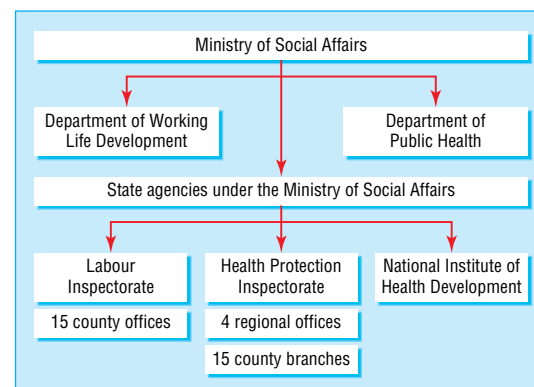 Ministry of Social Affairs
Department of Working
Life Development
Department of
Public Health
State agencies under the Ministry of Social Affairs
Labour
Inspectorate
15 county offices
Health Protection
Inspectorate
4 regional offices
15 county branches
National Institute of
Health Development